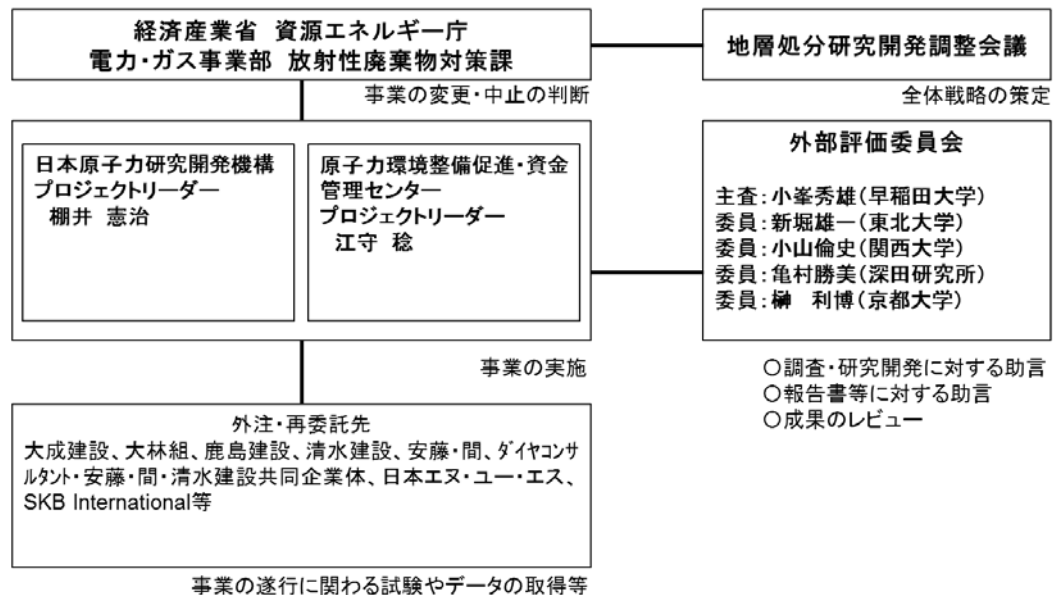 経済産業省 資源エネルギー庁
電力・ガス事業部 放射性廃棄物対策課
地層処分研究開発調整会議
事業の変更・中止の判断
全体戦略の策定
日本原子力研究開発機構
プロジェクトリーダー
棚井 憲治
原子力環境整備促進・資金
管理センター
プロジェクトリーダー
江守 稔
外部評価委員会
主査:小峯秀雄(早稲田大学)
委員:新堀雄一(東北大学)
委員:小山倫史(関西大学)
委員:亀村勝美(深田研究所)
委員:榊 利博(京都大学)
事業の実施
〇調査・研究開発に対する助言
〇報告書等に対する助言
〇成果のレビュー
外注・再委託先
大成建設、大林組、鹿島建設、清水建設、安藤・間、ダイヤコンサ
ルタント・安藤・間・清水建設共同企業体、日本エヌ・ユー・エス、
SKB International等
事業の遂行に関わる試験やデータの取得等